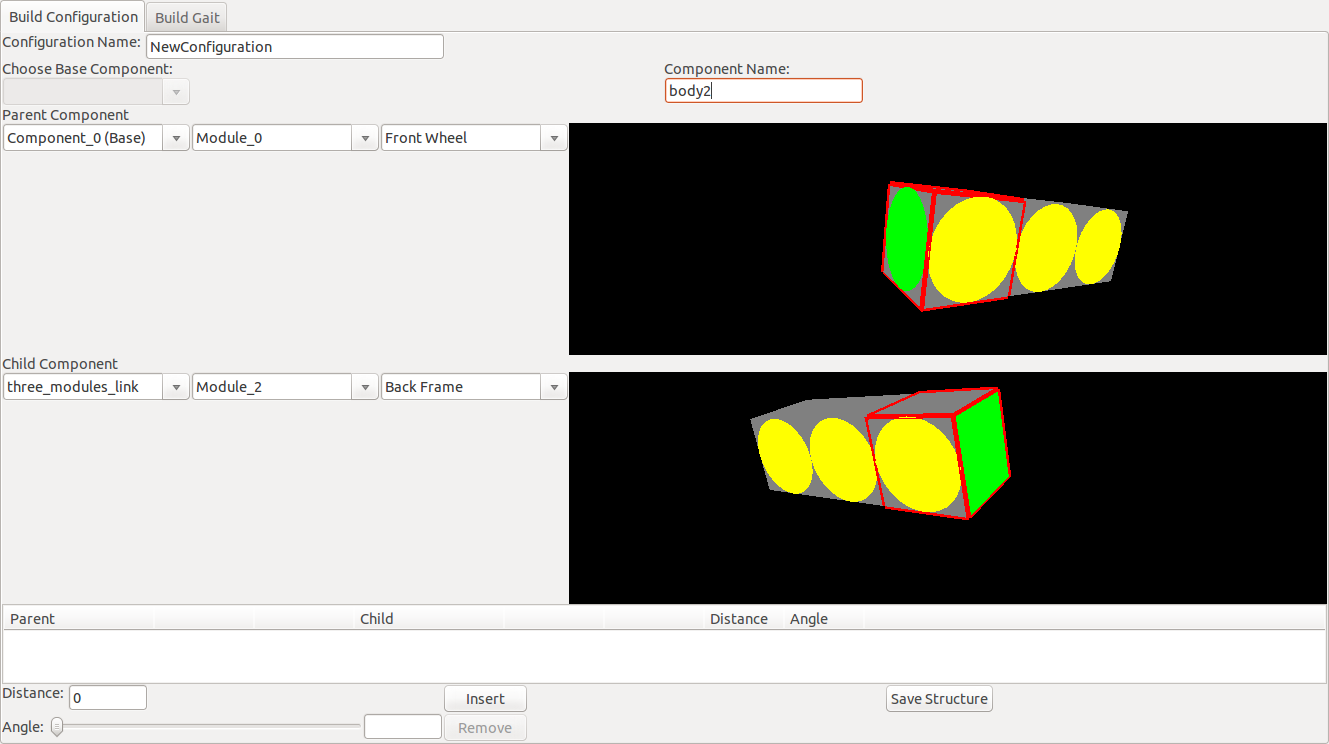 Build Configuration Build Gait
Configuration Name: NewConfiguration
Choose Base Component: Component Name:
body2
Parent Component
Component_0 (Base) Module_0 Front Wheel
Child Component
three_modules_link Module_2 Back Frame
Parent Child Distance Angle
Distance: 0 Insert Save Structure
Angle: Remove